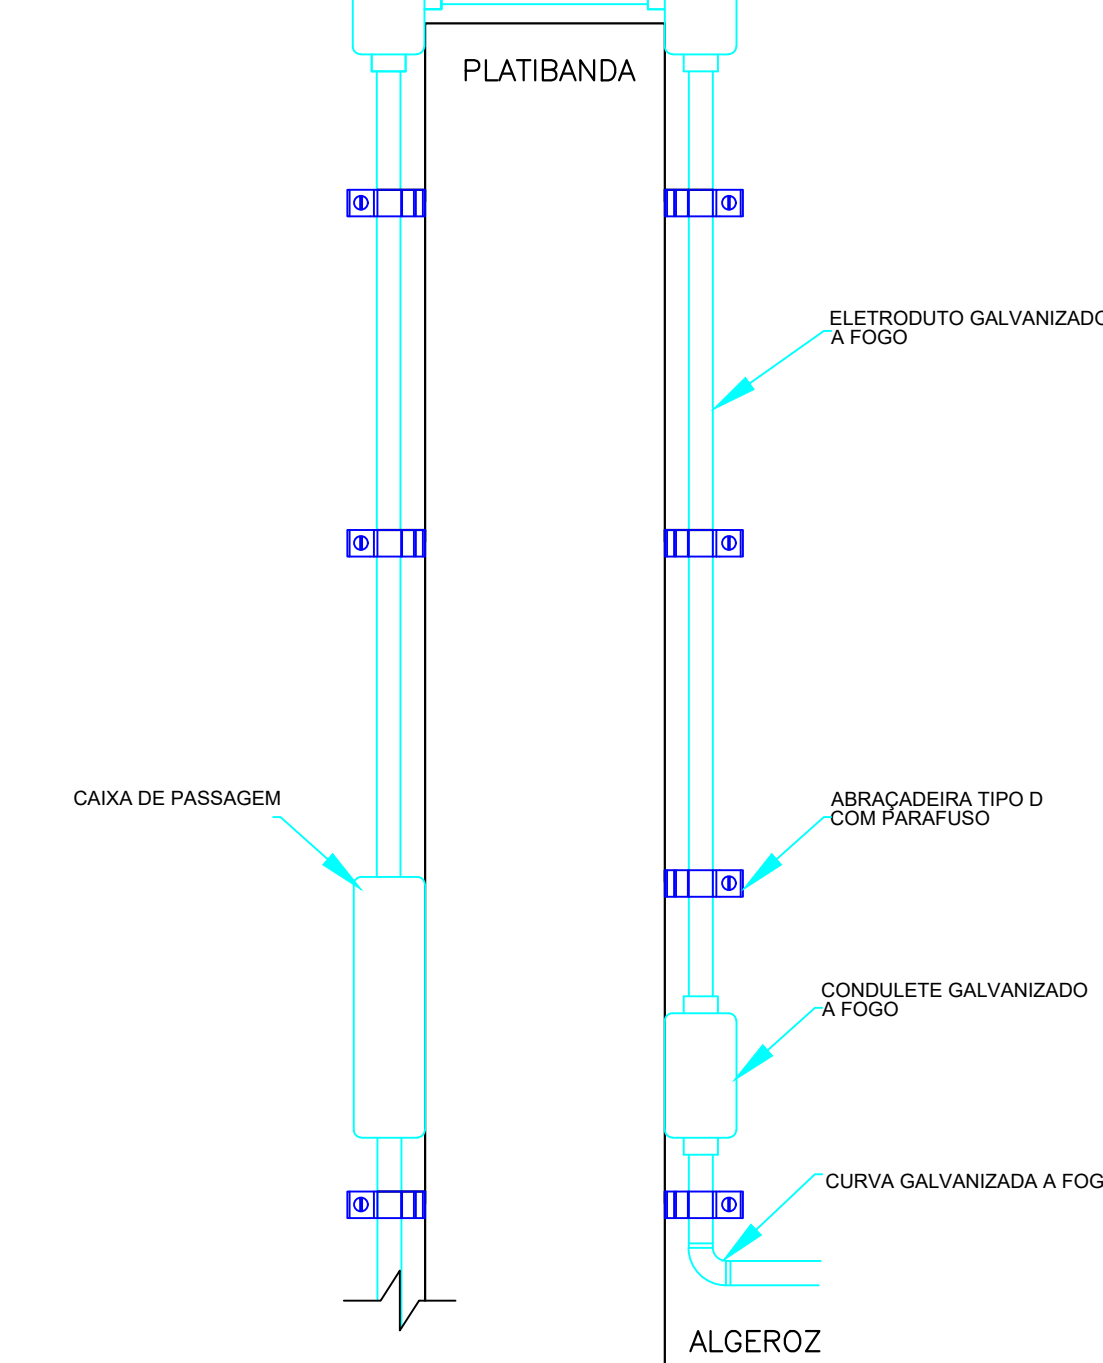 PLATIBANDA
ELETRODUTO GALVANIZADO
A FOGO
CAIXA DE PASSAGEM
ABRAÇADEIRA TIPO D
COM PARAFUSO
CONDULETE GALVANIZADO
A FOGO
CURVA GALVANIZADA A FOG
ALGEROZ